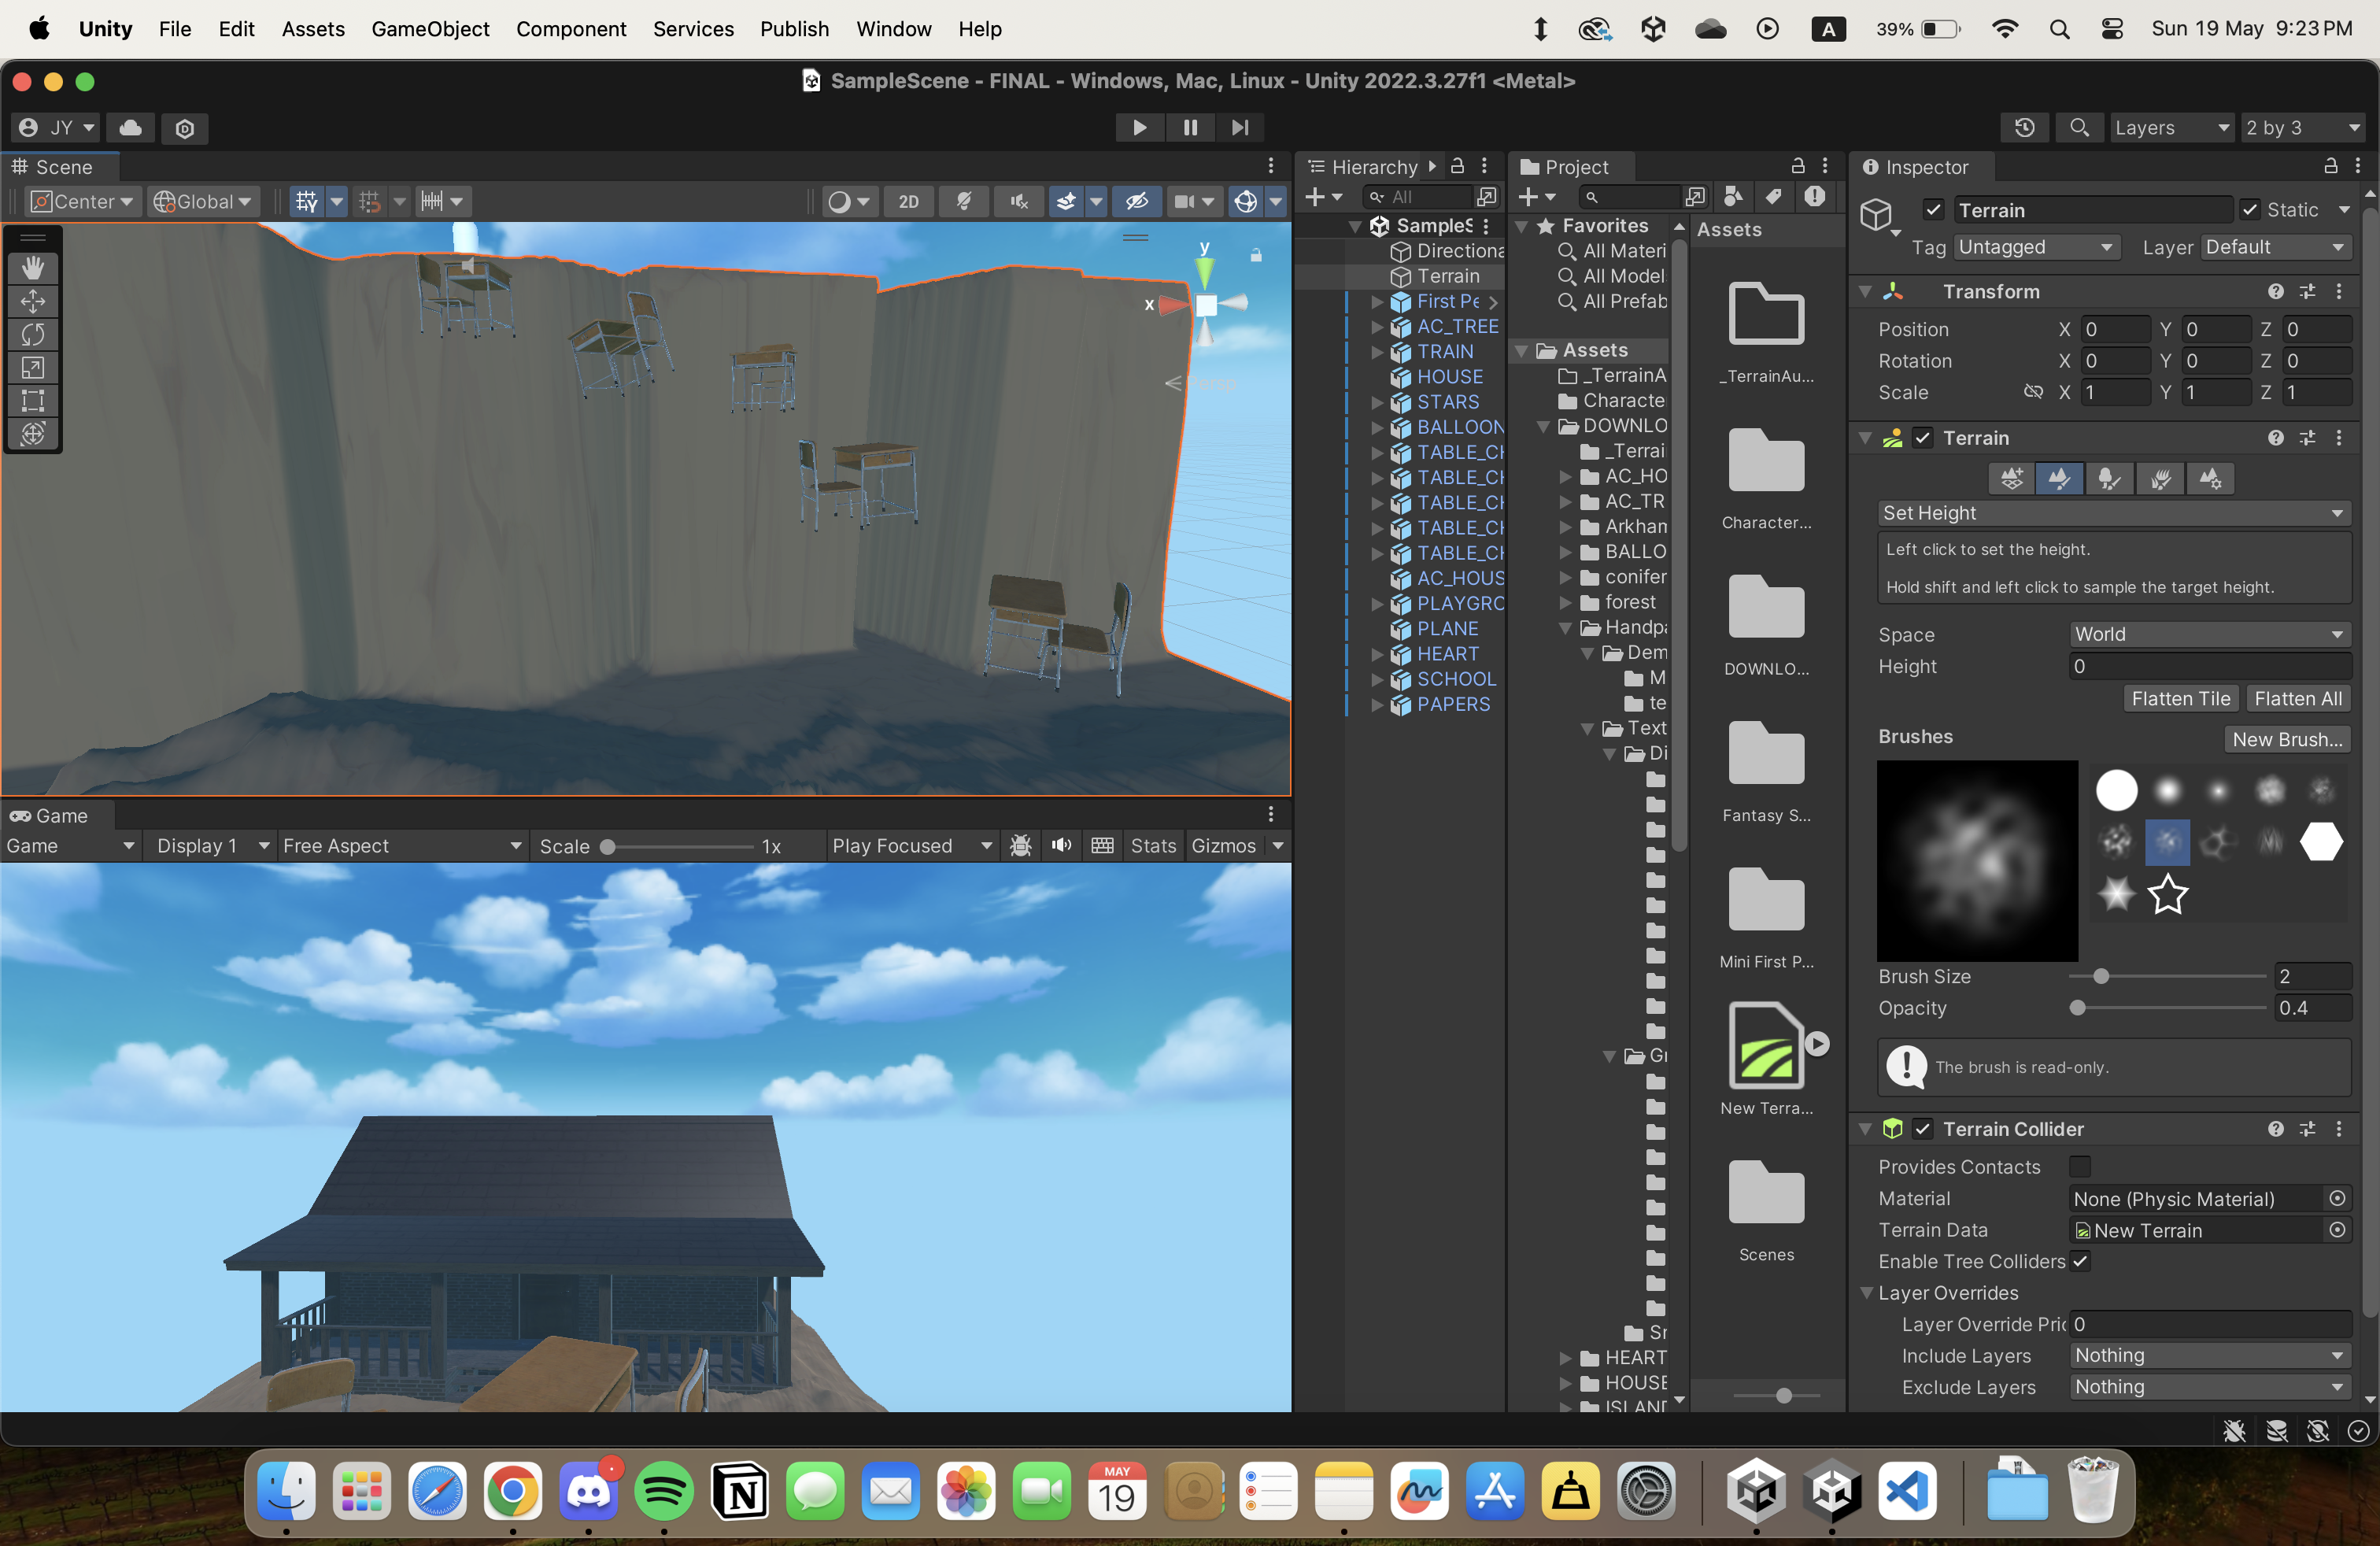 Unity File Edit Assets GameObject Component Services Publish Window Help A 39% Sun 19 May 9:23 PM
SampleScene - FINAL - Windows, Mac, Linux - Unity 2022.3.27f1 <Metal>
JY Layers 2 by 3
Scene
Center Global 2D
y
x
Persp
Game
Game Display 1 Free Aspect Scale 1x Play Focused Stats Gizmos
Hierarchy
All
SampleS
Directiona
Terrain
First Pe
AC_TREE
TRAIN
HOUSE
STARS
BALLOON
TABLE_CH
TABLE_CH
TABLE_CH
TABLE_CH
TABLE_CH
AC_HOUS
PLAYGRO
PLANE
HEART
SCHOOL
PAPERS
Project
Favorites
All Materi
All Model
All Prefab
Assets
_TerrainA
Characte
DOWNLO
_Terrai
AC_HO
AC_TR
Arkham
BALLO
conifer
forest
Handpa
Dem
M
te
Text
Di
Gr
Sn
HEART
HOUSE
ISLAND
Assets
_TerrainAu...
Character...
DOWNLO...
Fantasy S...
Mini First P...
New Terra...
Scenes
Inspector
Terrain Static
Tag Untagged Layer Default
Transform
Position X 0 Y 0 Z 0
Rotation X 0 Y 0 Z 0
Scale X 1 Y 1 Z 1
Terrain
Set Height
Left click to set the height.
Hold shift and left click to sample the target height.
Space World
Height 0
Flatten Tile Flatten All
Brushes New Brush...
Brush Size 2
Opacity 0.4
The brush is read-only.
Terrain Collider
Provides Contacts
Material None (Physic Material)
Terrain Data New Terrain
Enable Tree Colliders
Layer Overrides
Layer Override Pric 0
Include Layers Nothing
Exclude Layers Nothing
MAY
19